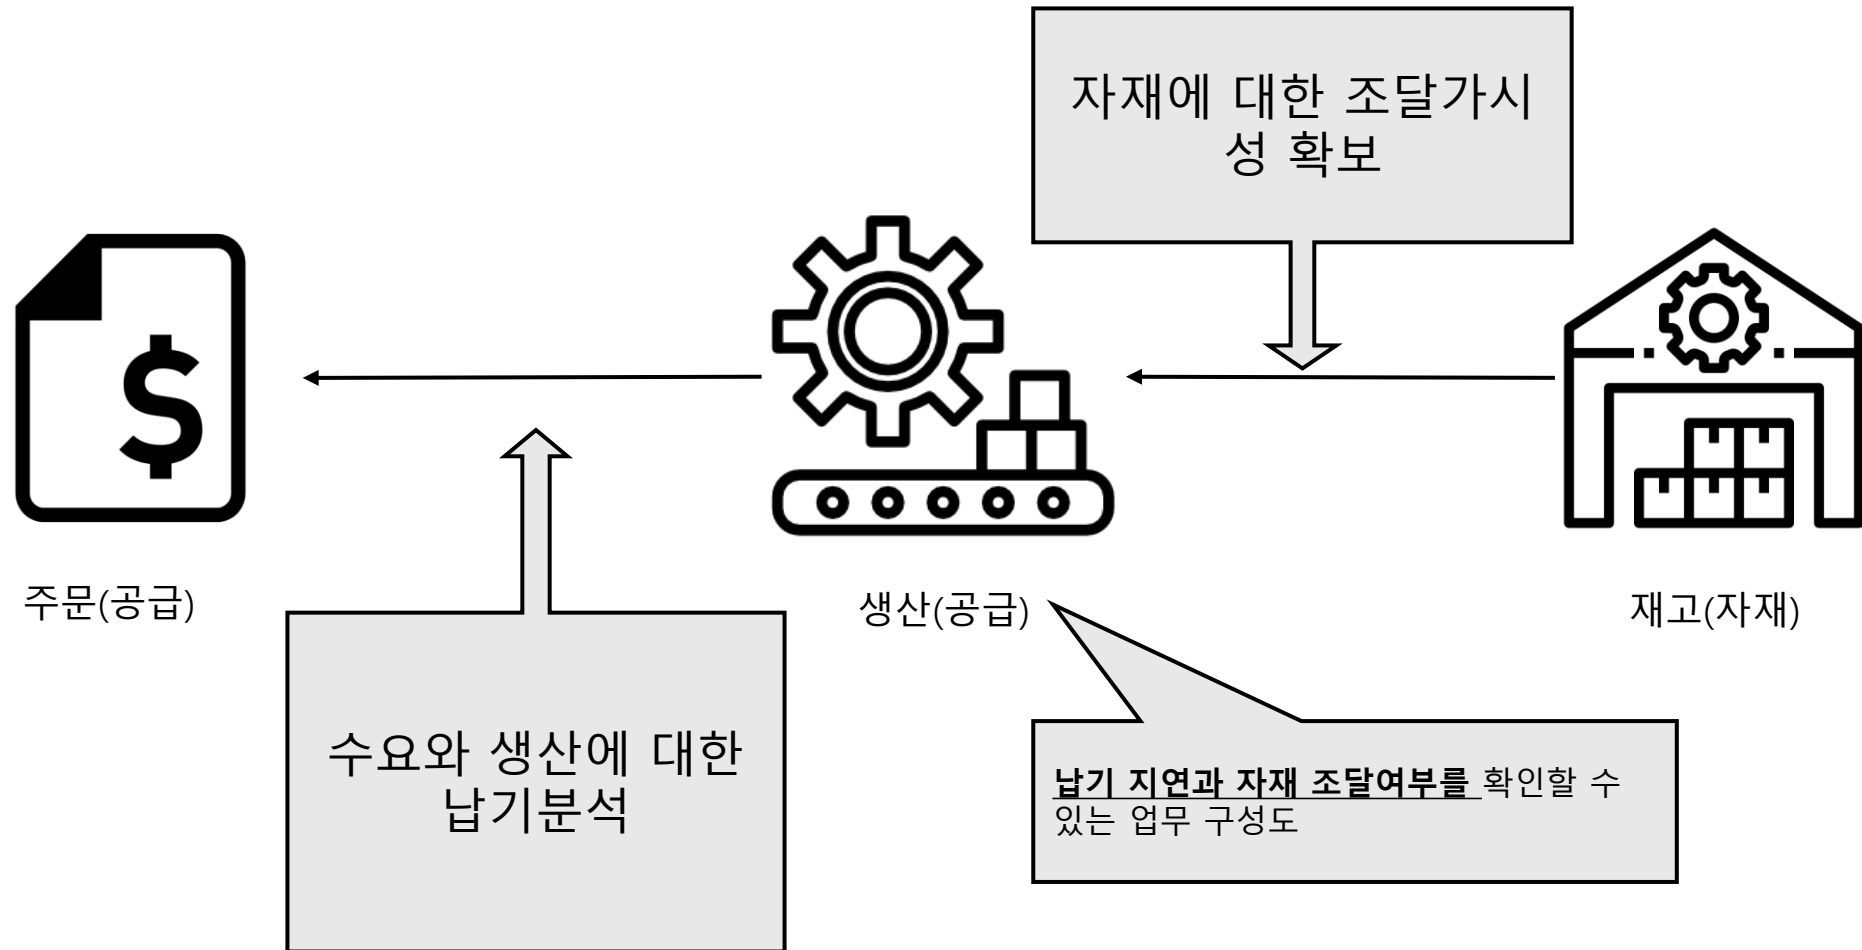 자재에 대한 조달가시
성 확보
주문(공급)
생산(공급)
재고(자재)
수요와 생산에 대한
납기분석
납기 지연과 자재 조달여부를 확인할 수
있는 업무 구성도